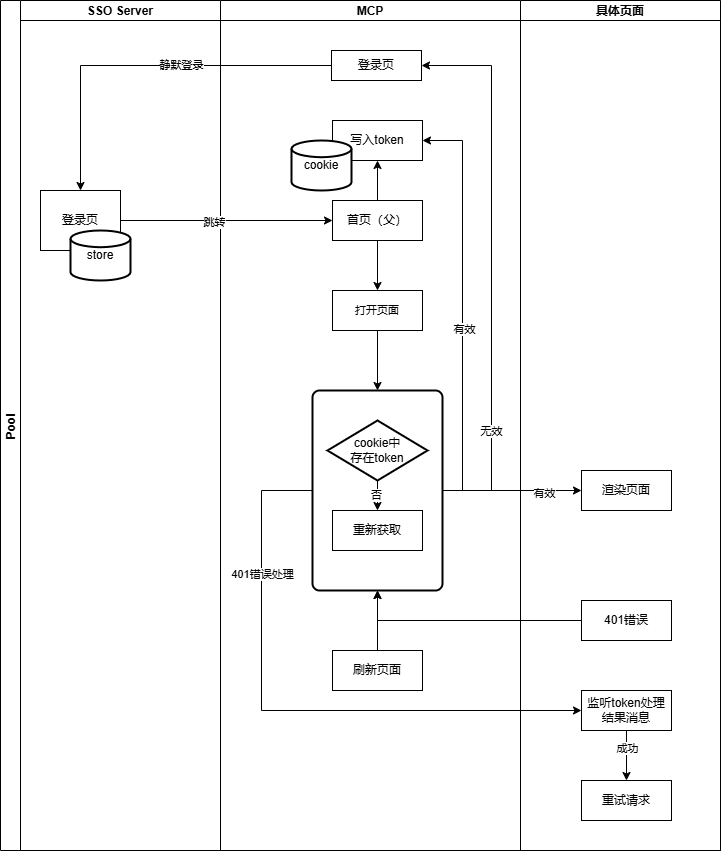 SSO Server
MCP
具体页面
Pool
静默登录
登录页
写入token
cookie
登录页
store
跳转
首页（父）
打开页面
有效
无效
cookie中
存在token
否
重新获取
有效
渲染页面
401错误处理
401错误
刷新页面
监听token处理
结果消息
成功
重试请求